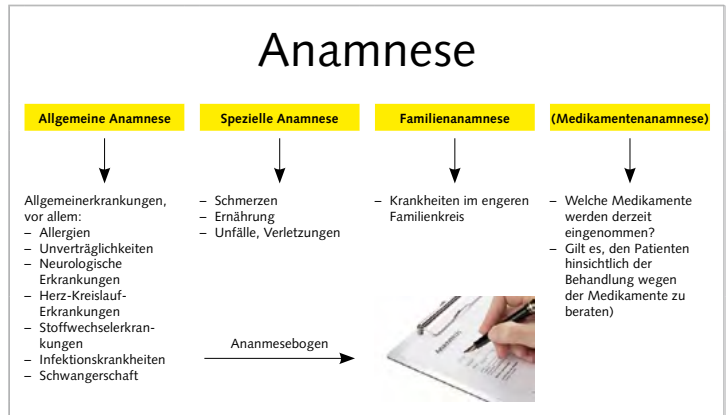 Anamnese
Allgemeine Anamnese
Allgemeinerkrankungen,
vor allem:
– Allergien
– Unverträglichkeiten
– Neurologische
Erkrankungen
– Herz-Kreislauf-
Erkrankungen
– Stoffwechselerkran-
kungen
– Infektionskrankheiten
– Schwangerschaft
Spezielle Anamnese
– Schmerzen
– Ernährung
– Unfälle, Verletzungen
Familienanamnese
– Krankheiten im engeren
Familienkreis
(Medikamentenanamnese)
– Welche Medikamente
werden derzeit
eingenommen?
– Gilt es, den Patienten
hinsichtlich der
Behandlung wegen
der Medikamente zu
beraten)
Ananmesebogen